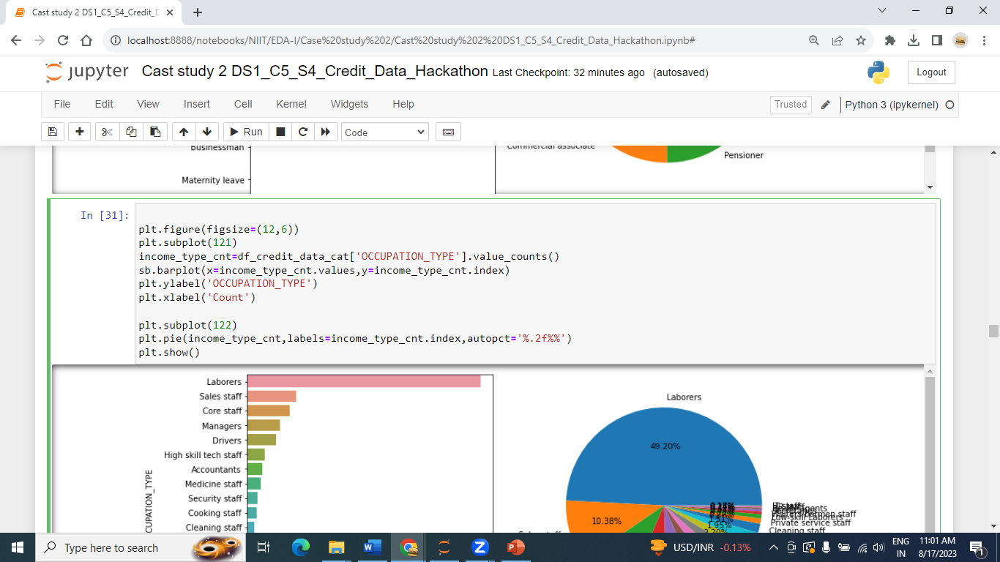 Cast study 2 DS1_C5_S4_Credit_D
localhost:8888/notebooks/NIIT/EDA-I/Case%20study%202/Cast%20study%202%20DS1_C5_S4_Credit_Data_Hackathon.ipynb#
jupyter Cast study 2 DS1_C5_S4_Credit_Data_Hackathon Last Checkpoint: 32 minutes ago (autosaved)
Logout
File Edit View Insert Cell Kernel Widgets Help
Trusted Python 3 (ipykernel)
Run Code
Businessman
Maternity leave
Commercial associate
Pensioner
In [31]:
plt.figure(figsize=(12,6))
plt.subplot(121)
income_type_cnt=df_credit_data_cat['OCCUPATION_TYPE'].value_counts()
sb.barplot(x=income_type_cnt.values,y=income_type_cnt.index)
plt.ylabel('OCCUPATION_TYPE')
plt.xlabel('Count')
plt.subplot(122)
plt.pie(income_type_cnt,labels=income_type_cnt.index,autopct='%.2f%%')
plt.show()
Laborers
Sales staff
Core staff
Managers
Drivers
High skill tech staff
Accountants
Medicine staff
Security staff
Cooking staff
Cleaning staff
CUPATION_TYPE
Laborers
49.20%
10.38%
1.95%
Waiters/barmen staff
Low-skill Laborers
Private service staff
Cleaning staff
Type here to search
USD/INR -0.13%
ENG
IN
11:01 AM
8/17/2023
1